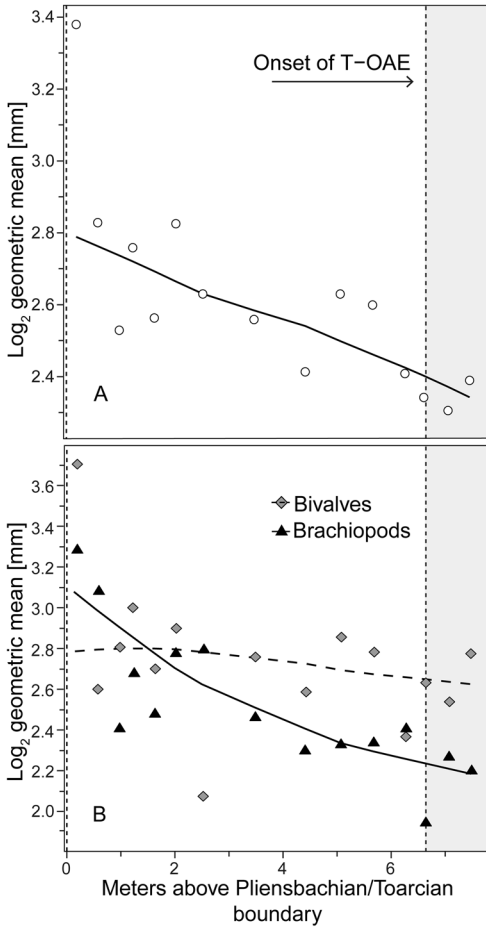 3.4
Onset of T−OAE
3.2
3.0
2.8
2.6
2.4
Log2 geometric mean [mm]
A
3.6
Bivalves
3.4
Brachiopods
3.2
3.0
2.8
2.6
2.4
2.2
2.0
Log2 geometric mean [mm]
B
0 2 4 6
Meters above Pliensbachian/Toarcian
boundary